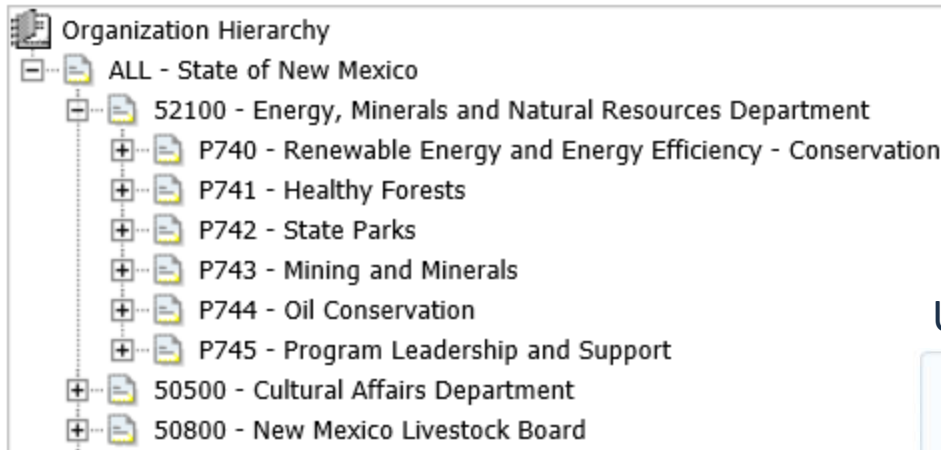 Organization Hierarchy
ALL - State of New Mexico
52100 - Energy, Minerals and Natural Resources Department
P740 - Renewable Energy and Energy Efficiency - Conservation
P741 - Healthy Forests
P742 - State Parks
P743 - Mining and Minerals
P744 - Oil Conservation
P745 - Program Leadership and Support
50500 - Cultural Affairs Department
50800 - New Mexico Livestock Board